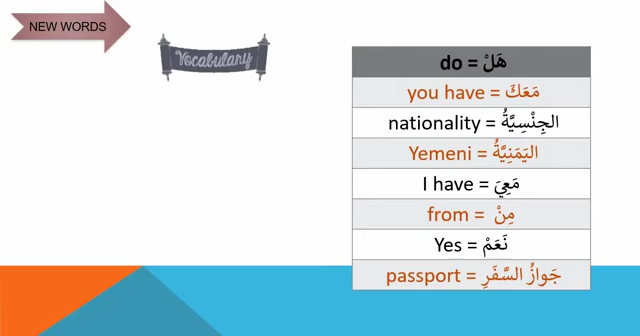 NEW WORDS
Vocabulary
do = هَلْ
you have = مَعَكَ
nationality = الجِنْسِيَّةُ
Yemeni = اليَمَنِيَّةُ
I have = مَعِيَ
from = مِنْ
Yes = نَعَمْ
passport = جَوازُ السَّفَرِ